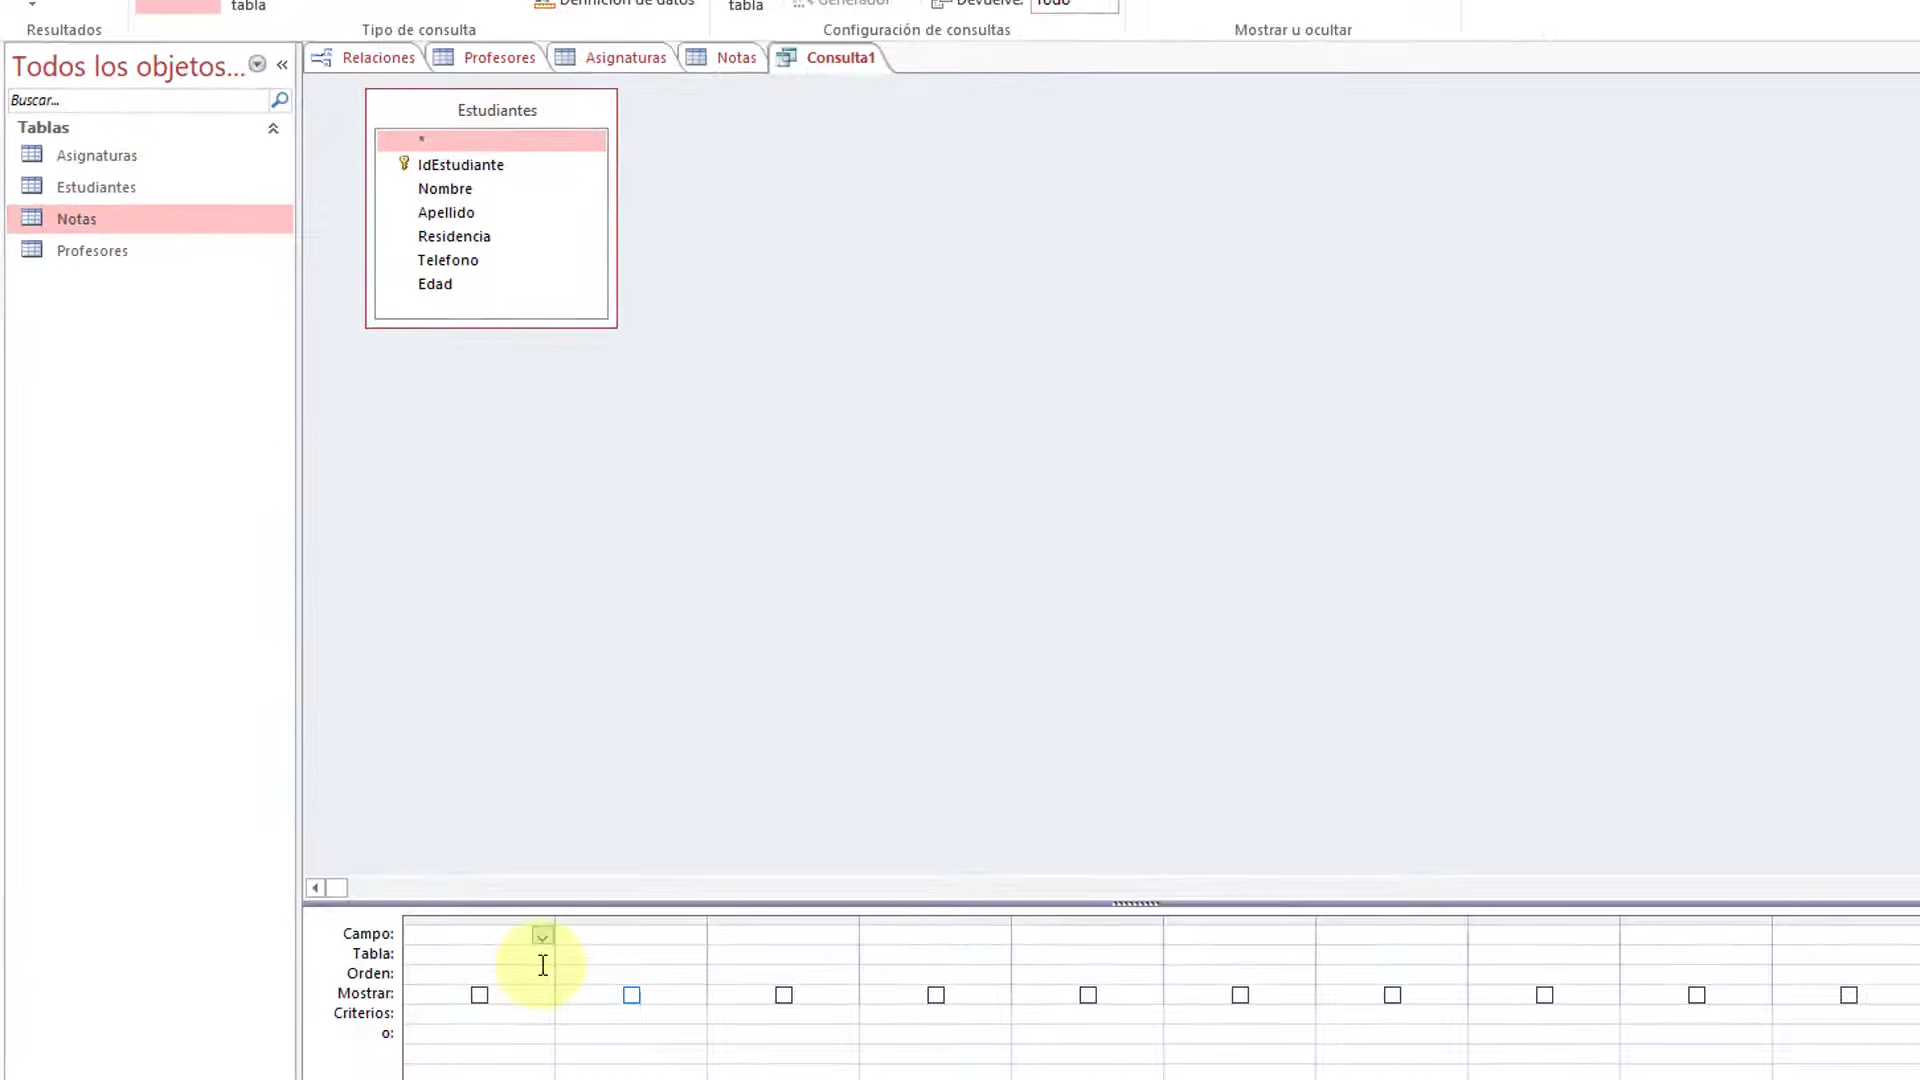 tabla
Definición de datos
tabla
Generador
Devuelve:
Todo
Resultados
Tipo de consulta
Configuración de consultas
Mostrar u ocultar
Todos los objetos... «
Buscar...
Tablas
Asignaturas
Estudiantes
Notas
Profesores
Relaciones
Profesores
Asignaturas
Notas
Consulta1
Estudiantes
*
IdEstudiante
Nombre
Apellido
Residencia
Telefono
Edad
Campo:
Tabla:
Orden:
Mostrar:
Criterios:
o: